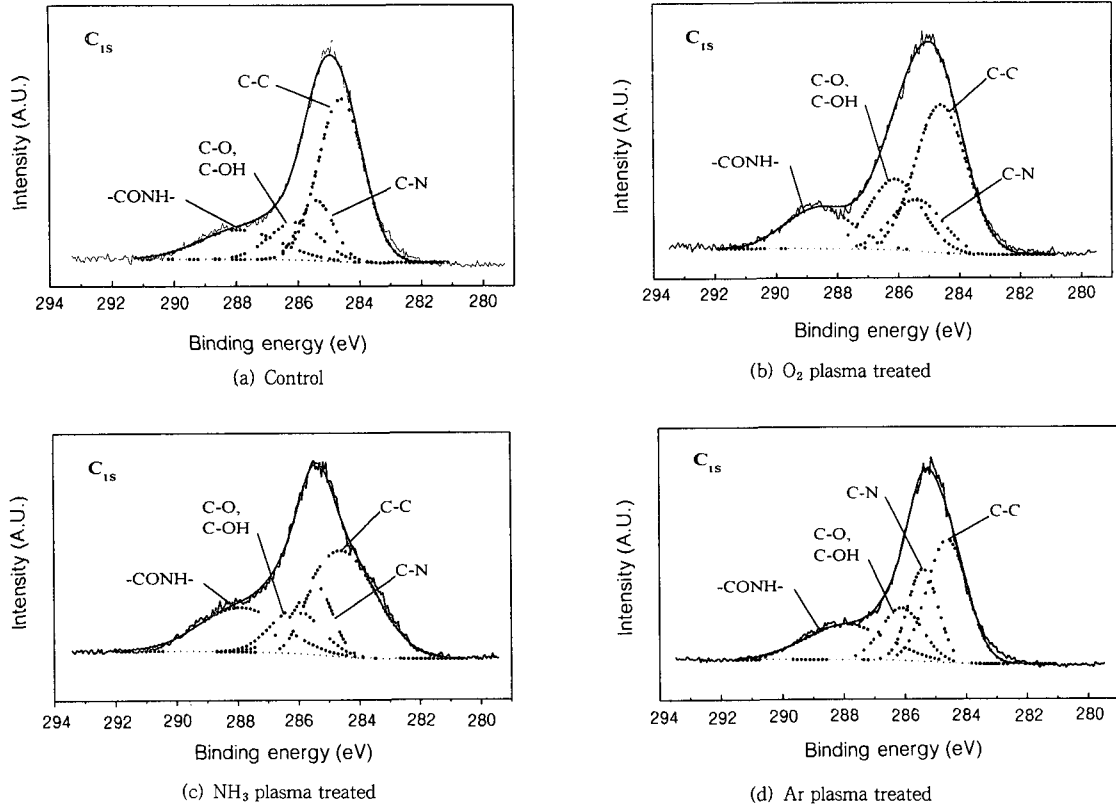 C₁S
C-C
C-O,
C-OH
-CONH-
C-N
Intensity (A.U.)
294 292 290 288 286 284 282 280
Binding energy (eV)
(a) Control
C₁S
C-O,
C-OH
C-C
-CONH-
C-N
Intensity (A.U.)
294 292 290 288 286 284 282 280
Binding energy (eV)
(b) O₂ plasma treated
C₁S
C-O,
C-OH
C-C
-CONH-
C-N
Intensity (A.U.)
294 292 290 288 286 284 282 280
Binding energy (eV)
(c) NH₃ plasma treated
C₁S
C-N
C-O,
C-OH
C-C
-CONH-
Intensity (A.U.)
294 292 290 288 286 284 282 280
Binding energy (eV)
(d) Ar plasma treated